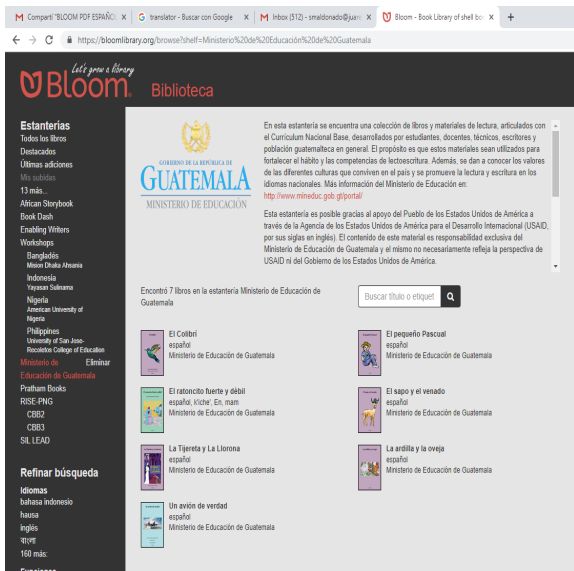 Comparti "BLOOM PDF ESPAÑO
translator - Buscar con Google
Inbox (512) - smaldonado@juar
Bloom - Book Library of shell boo
https://bloomlibrary.org/browse?shelf=Ministerio%20de%20Educación%20de%20Guatemala
Let's grow a library
Bloom
Biblioteca
Estanterías
Todos los libros
Destacados
Últimas adiciones
Mis subidas
13 más...
African Storybook
Book Dash
Enabling Writers
Workshops
Bangladés
Mision Dhaka Ahsania
Indonesia
Yayasan Sulinama
Nigeria
American University of
Nigeria
Philippines
University of San Jose-
Recoletos College of Education
Ministerio de Eliminar
Educación de Guatemala
Pratham Books
RISE-PNG
CBB2
CBB3
SIL LEAD
Refinar búsqueda
Idiomas
bahasa indonesio
hausa
inglés
বাংলা
160 más:
Funciones
GOBIERNO DE LA REPÚBLICA DE
GUATEMALA
MINISTERIO DE EDUCACIÓN
En esta estantería se encuentra una colección de libros y materiales de lectura, articulados con
el Currículum Nacional Base, desarrollados por estudiantes, docentes, técnicos, escritores y
población guatemalteca en general. El propósito es que estos materiales sean utilizados para
fortalecer el hábito y las competencias de lectoescritura. Además, se dan a conocer los valores
de las diferentes culturas que conviven en el país y se promueve la lectura y escritura en los
idiomas nacionales. Más información del Ministerio de Educación en:
http://www.mineduc.gob.gt/portal/
Esta estantería es posible gracias al apoyo del Pueblo de los Estados Unidos de América a
través de la Agencia de los Estados Unidos de América para el Desarrollo Internacional (USAID,
por sus siglas en inglés). El contenido de este material es responsabilidad exclusiva del
Ministerio de Educación de Guatemala y el mismo no necesariamente refleja la perspectiva de
USAID ni del Gobierno de los Estados Unidos de América.
Encontró 7 libros en la estantería Ministerio de Educación de
Guatemala
Buscar título o etiquet
El Colibrí
español
Ministerio de Educación de Guatemala
El pequeño Pascual
español
Ministerio de Educación de Guatemala
El ratoncito fuerte y débil
español, k'iche', En, mam
Ministerio de Educación de Guatemala
El sapo y el venado
español
Ministerio de Educación de Guatemala
La Tijereta y La Llorona
español
Ministerio de Educación de Guatemala
La ardilla y la oveja
español
Ministerio de Educación de Guatemala
Un avión de verdad
español
Ministerio de Educación de Guatemala